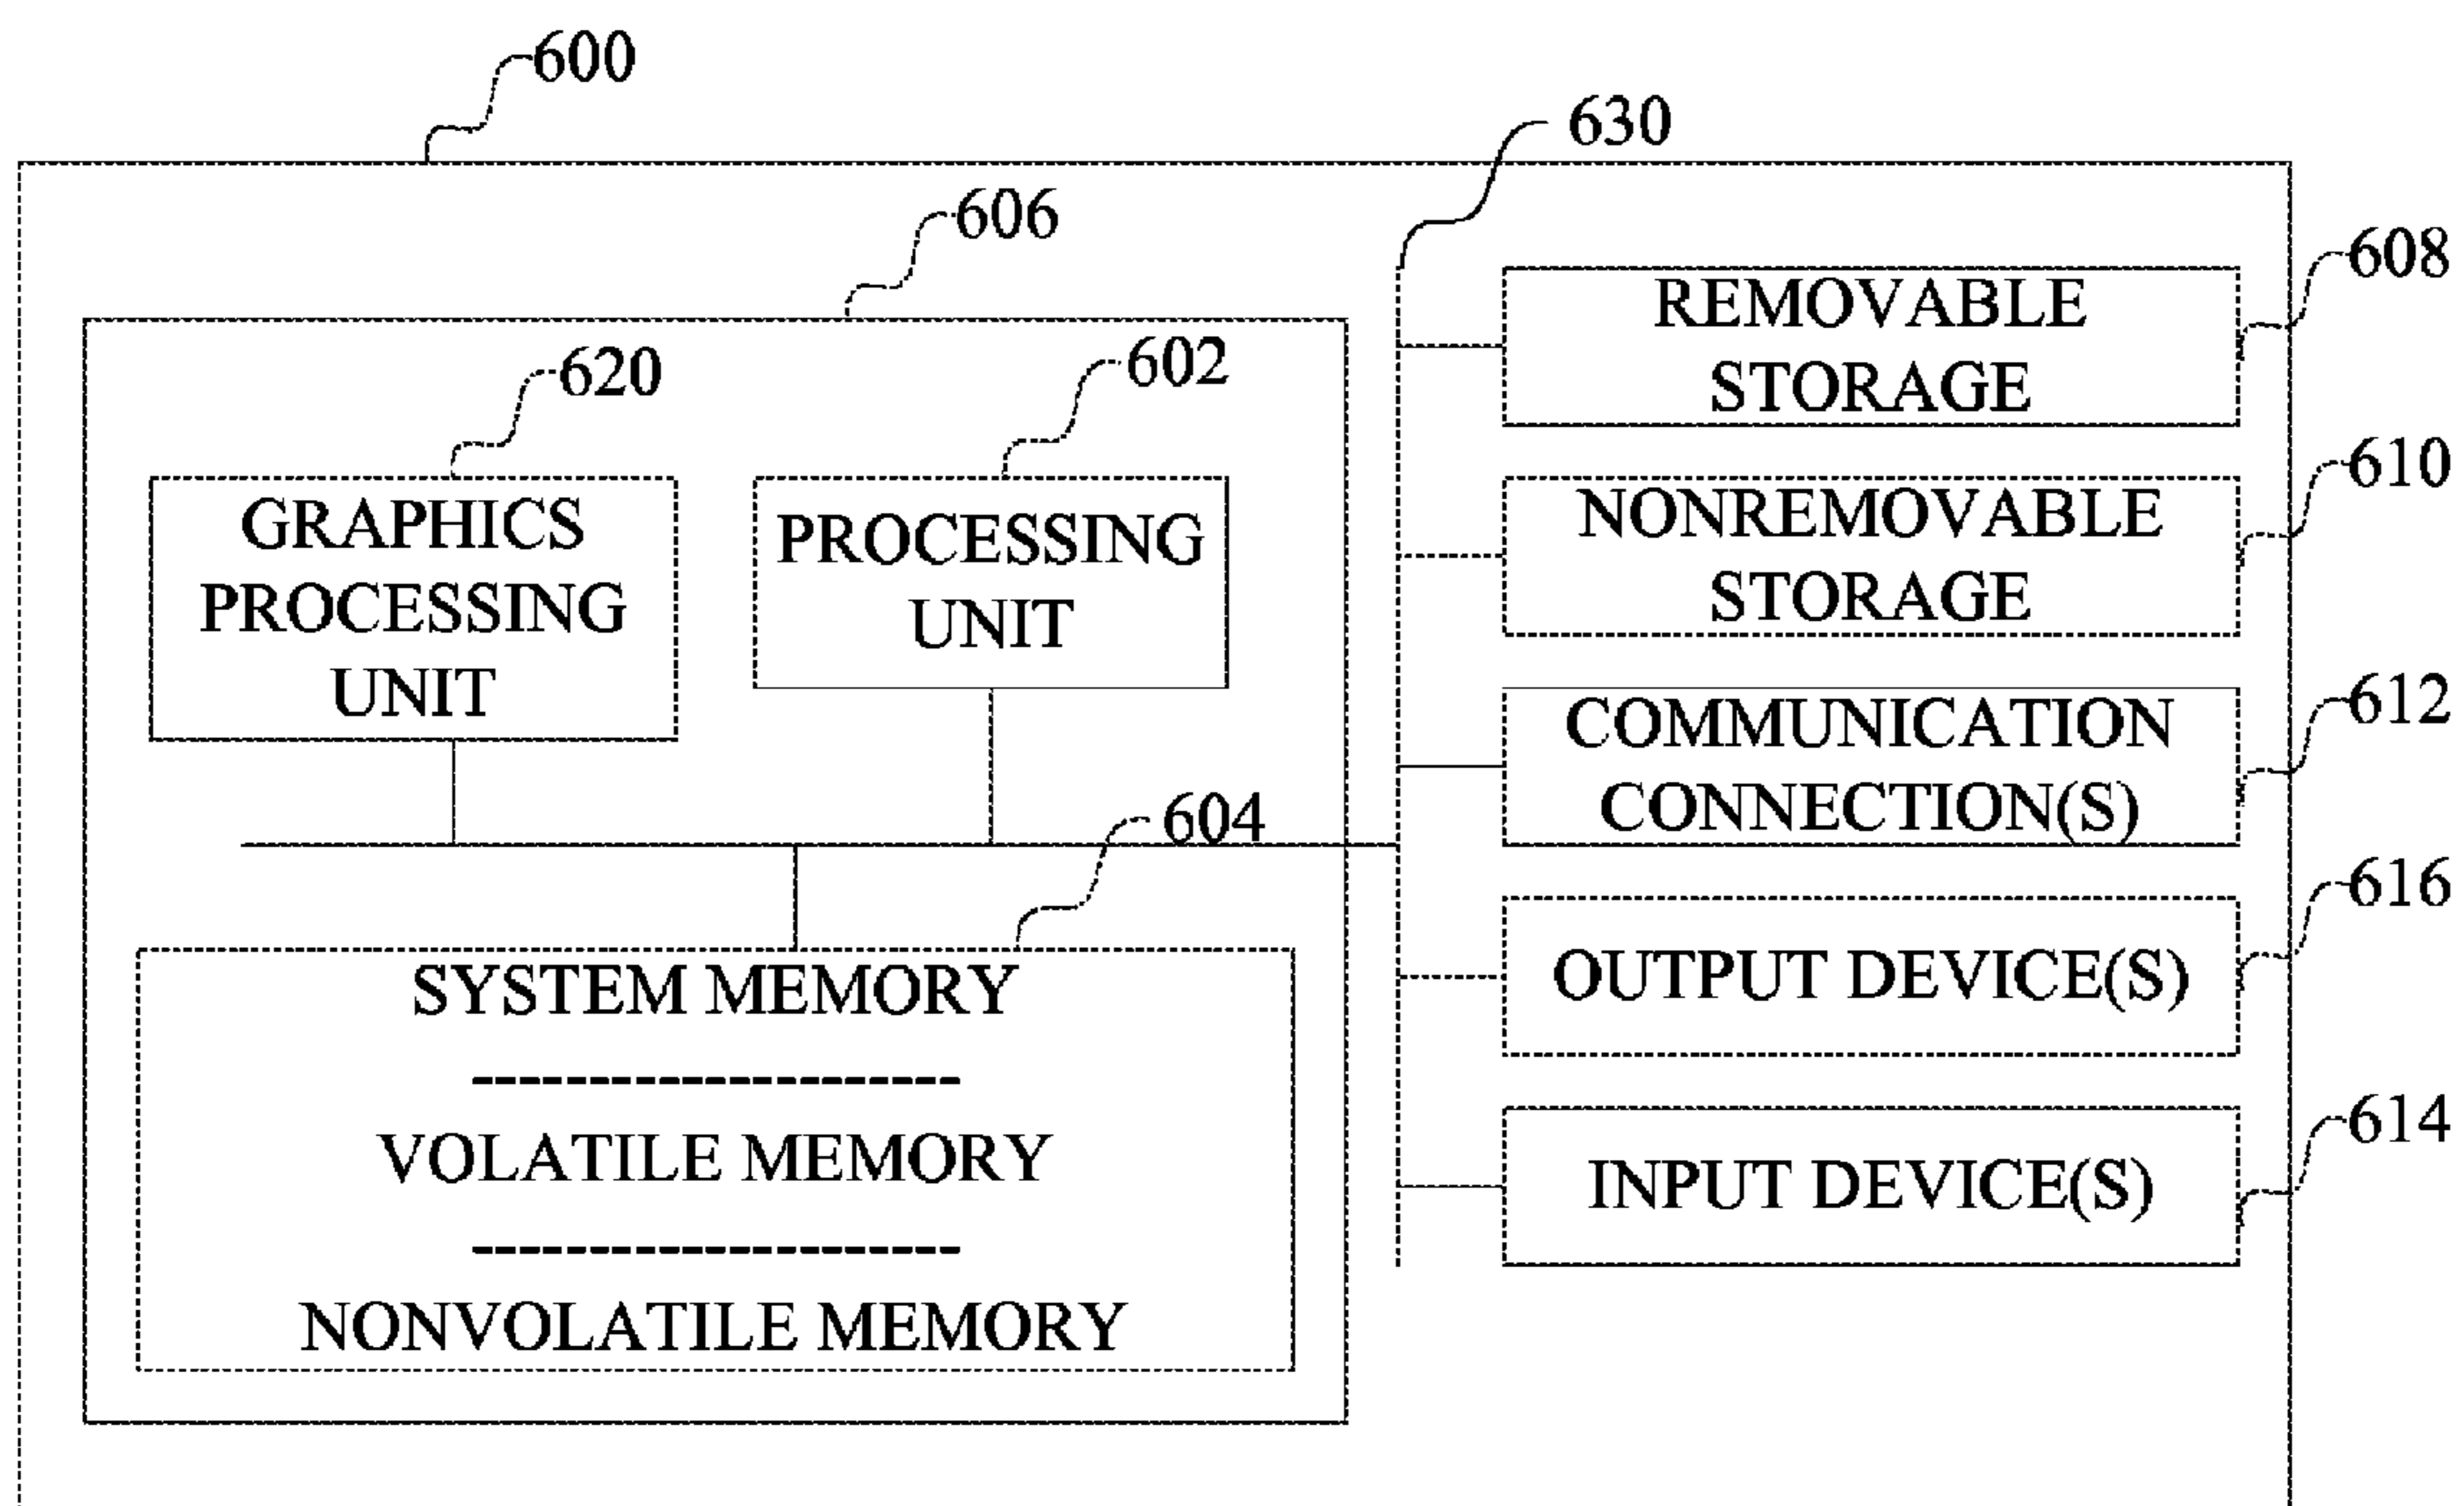 600
630
606
608
REMOVABLE
STORAGE
620
602
610
GRAPHICS
PROCESSING
UNIT
PROCESSING
UNIT
NONREMOVABLE
STORAGE
612
COMMUNICATION
CONNECTION(S)
604
616
SYSTEM MEMORY
OUTPUT DEVICE(S)
---------------------
VOLATILE MEMORY
614
INPUT DEVICE(S)
---------------------
NONVOLATILE MEMORY